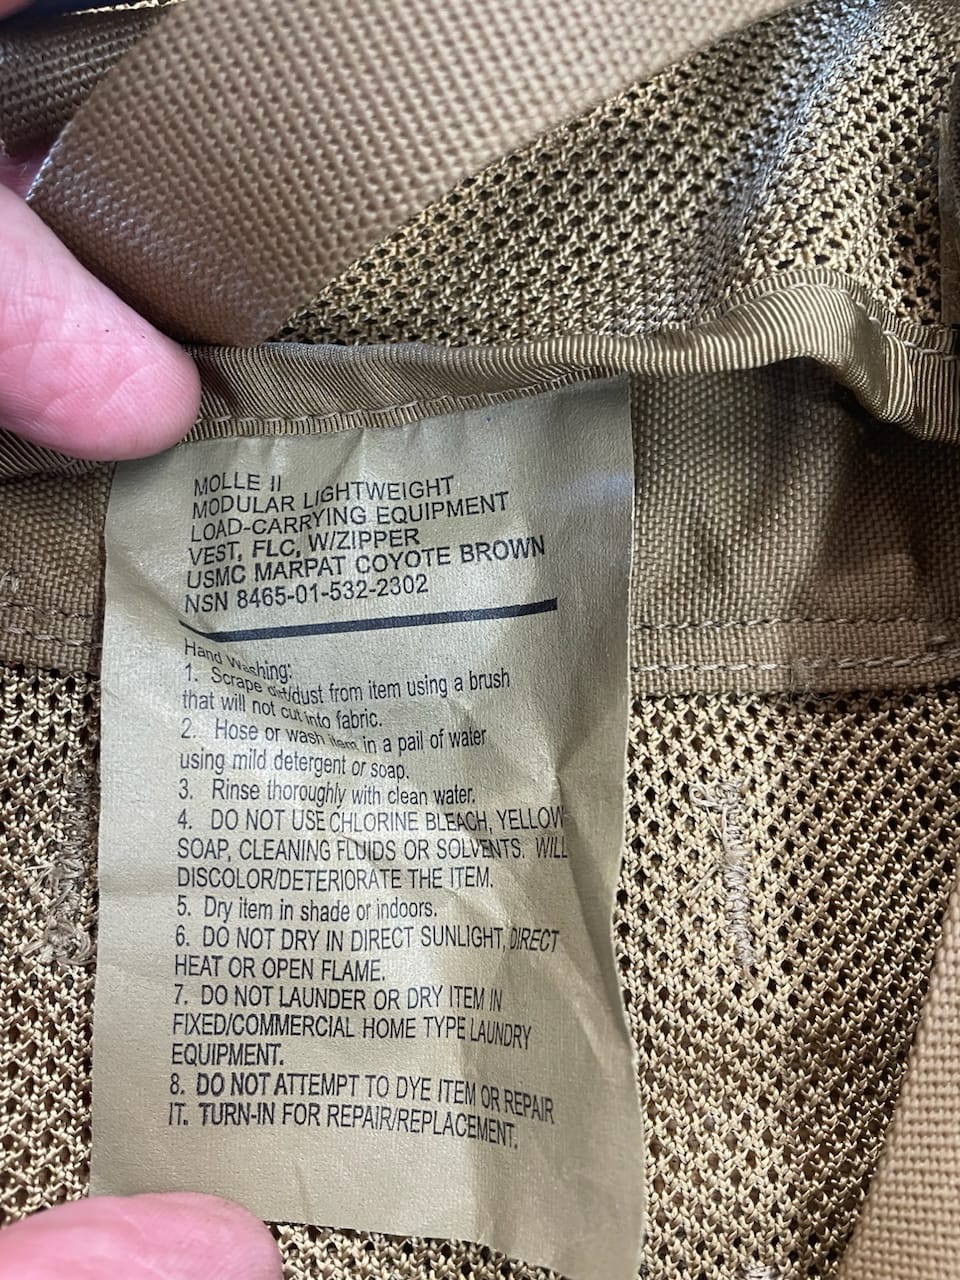 MOLLE II
MODULAR LIGHTWEIGHT
LOAD-CARRYING EQUIPMENT
VEST, FLC, W/ZIPPER
USMC MARPAT COYOTE BROWN
NSN 8465-01-532-2302
Hand Washing:
1. Scrape dirt/dust from item using a brush
that will not cut into fabric.
2. Hose or wash item in a pail of water
using mild detergent or soap.
3. Rinse thoroughly with clean water.
4. DO NOT USE CHLORINE BLEACH, YELLOW
SOAP, CLEANING FLUIDS OR SOLVENTS. WILL
DISCOLOR/DETERIORATE THE ITEM.
5. Dry item in shade or indoors.
6. DO NOT DRY IN DIRECT SUNLIGHT, DIRECT
HEAT OR OPEN FLAME.
7. DO NOT LAUNDER OR DRY ITEM IN
FIXED/COMMERCIAL HOME TYPE LAUNDRY
EQUIPMENT.
8. DO NOT ATTEMPT TO DYE ITEM OR REPAIR
IT. TURN-IN FOR REPAIR/REPLACEMENT.